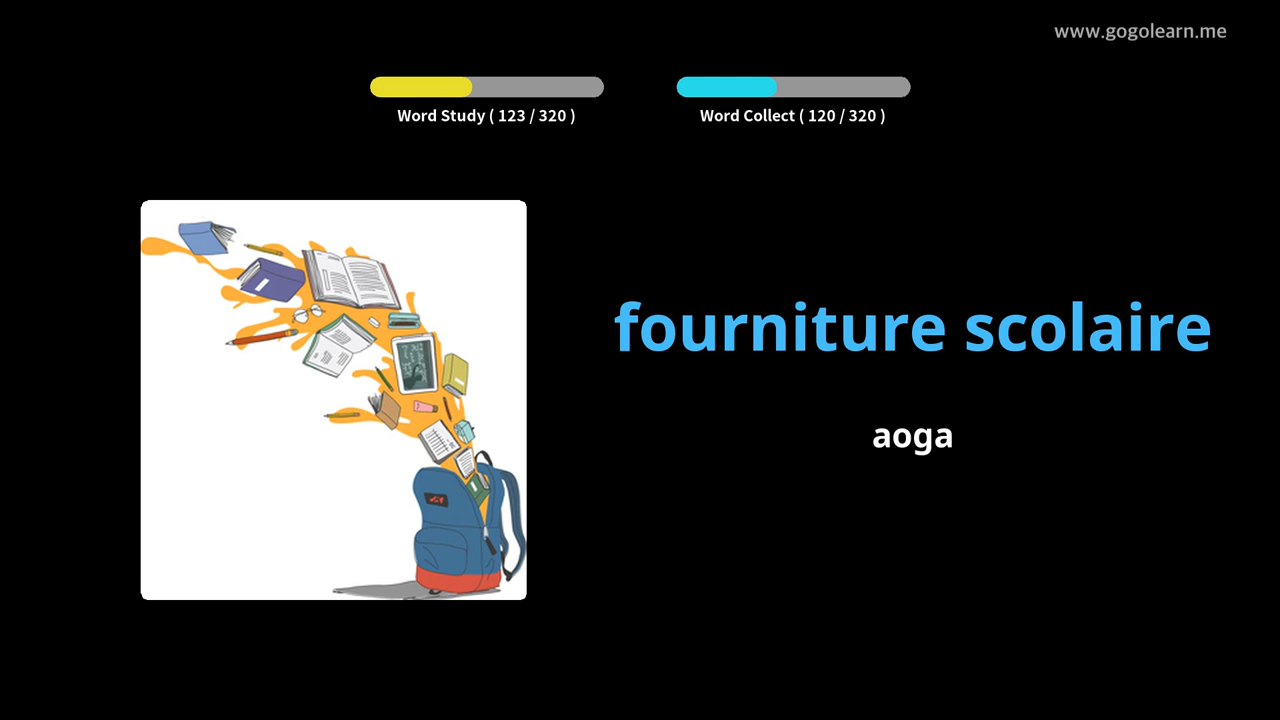 www.gogolearn.me
Word Study ( 123 / 320 )
Word Collect ( 120 / 320 )
fourniture scolaire
aoga